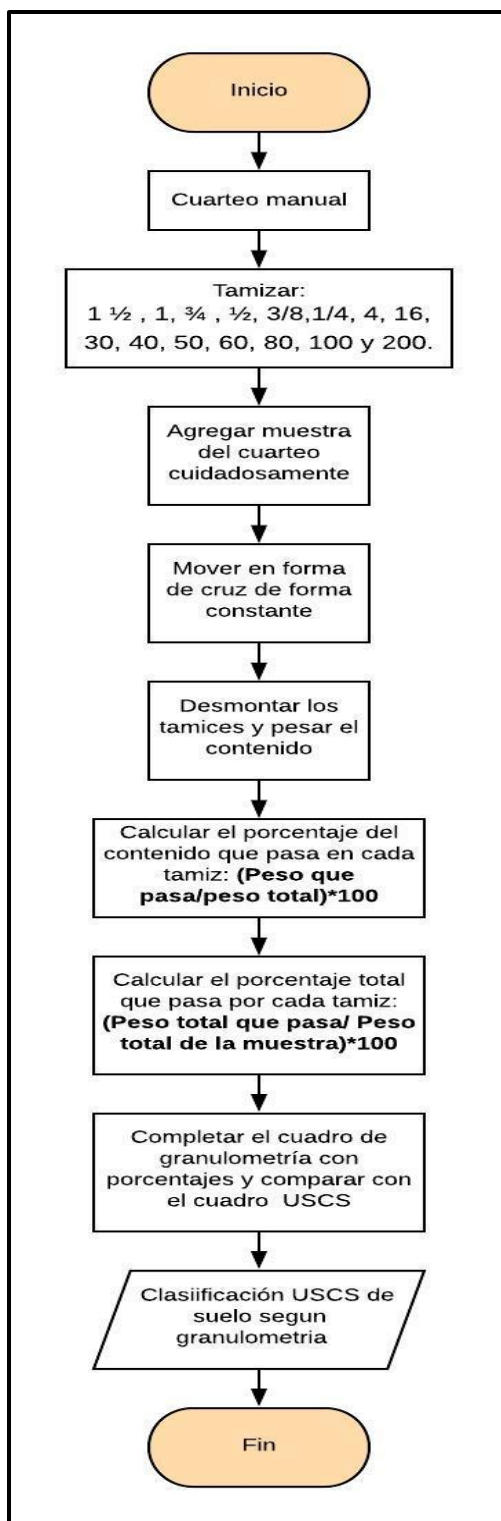 Inicio
Cuarteo manual
Tamizar:
1 ½ , 1, ¾ , ½, 3/8,1/4, 4, 16,
30, 40, 50, 60, 80, 100 y 200.
Agregar muestra
del cuarteo
cuidadosamente
Mover en forma
de cruz de forma
constante
Desmontar los
tamices y pesar el
contenido
Calcular el porcentaje del
contenido que pasa en cada
tamiz: (Peso que
pasa/peso total)*100
Calcular el porcentaje total
que pasa por cada tamiz:
(Peso total que pasa/ Peso
total de la muestra)*100
Completar el cuadro de
granulometría con
porcentajes y comparar con
el cuadro  USCS
Clasiificación USCS de
suelo segun
granulometria
Fin